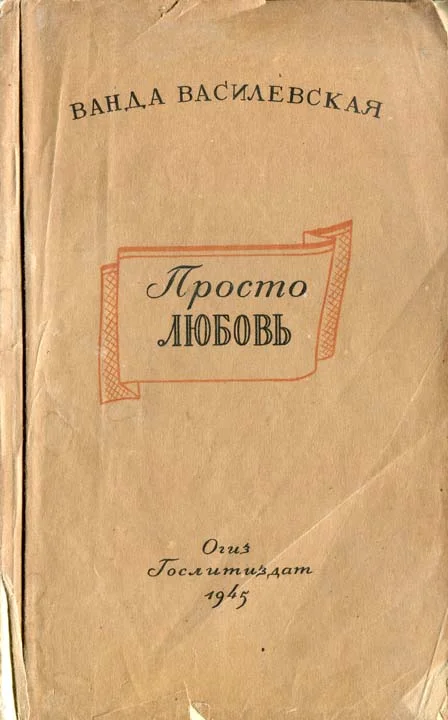 ВАНДА ВАСИЛЕВСКАЯ
Просто
ЛЮБОВЬ
Огиз
Гослитиздат
1945